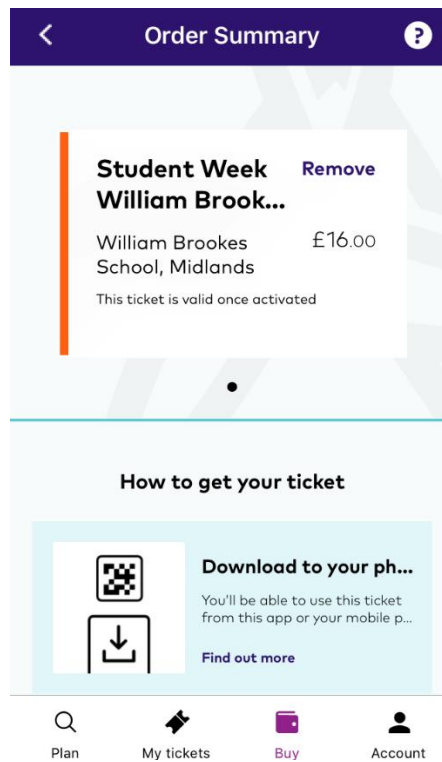 Order Summary
?
Student Week
William Brook...
Remove
William Brookes
School, Midlands
£16.00
This ticket is valid once activated
How to get your ticket
Download to your ph...
You'll be able to use this ticket
from this app or your mobile p...
Find out more
Plan
My tickets
Buy
Account